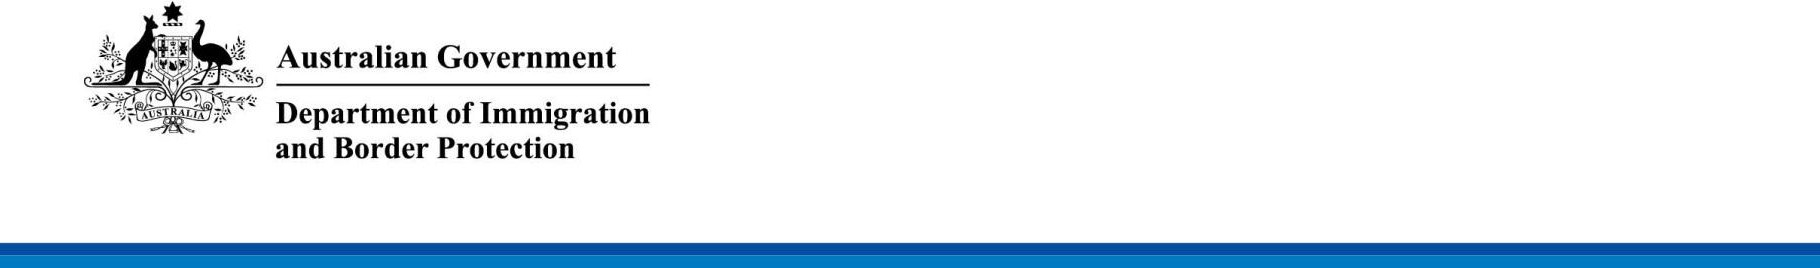 Australian Government
Department of Immigration
and Border Protection
AUSTRALIA